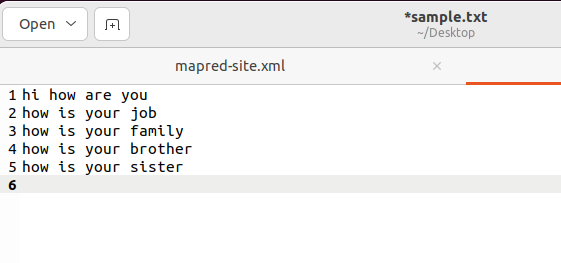 Open
*sample.txt
~/Desktop
mapred-site.xml ×
1 hi how are you
2 how is your job
3 how is your family
4 how is your brother
5 how is your sister
6